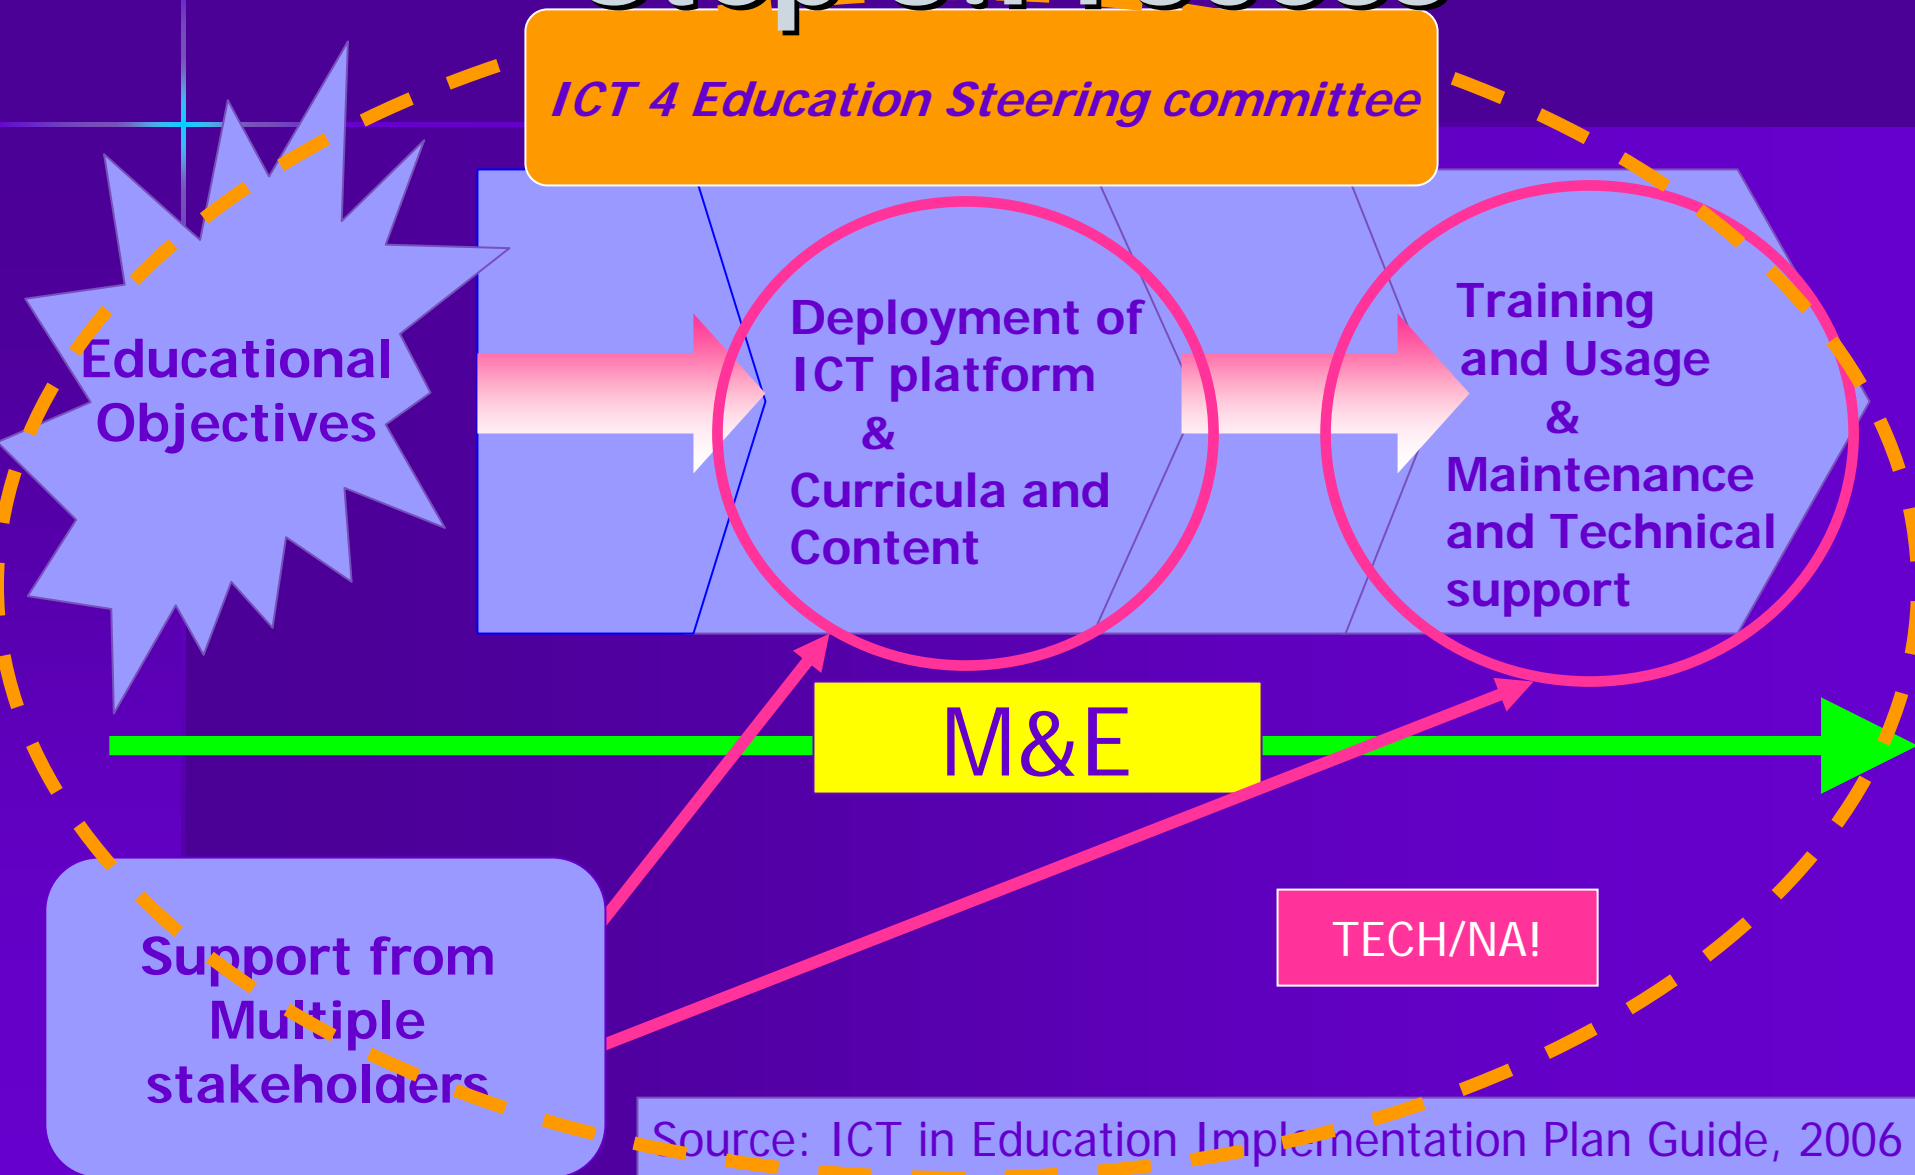 ICT 4 Education Steering committee
Educational
Objectives
Deployment of
ICT platform
&
Curricula and
Content
Training
and Usage
&
Maintenance
and Technical
support
M&E
TECH/NA!
Support from
Multiple
stakeholders
Source: ICT in Education Implementation Plan Guide, 2006